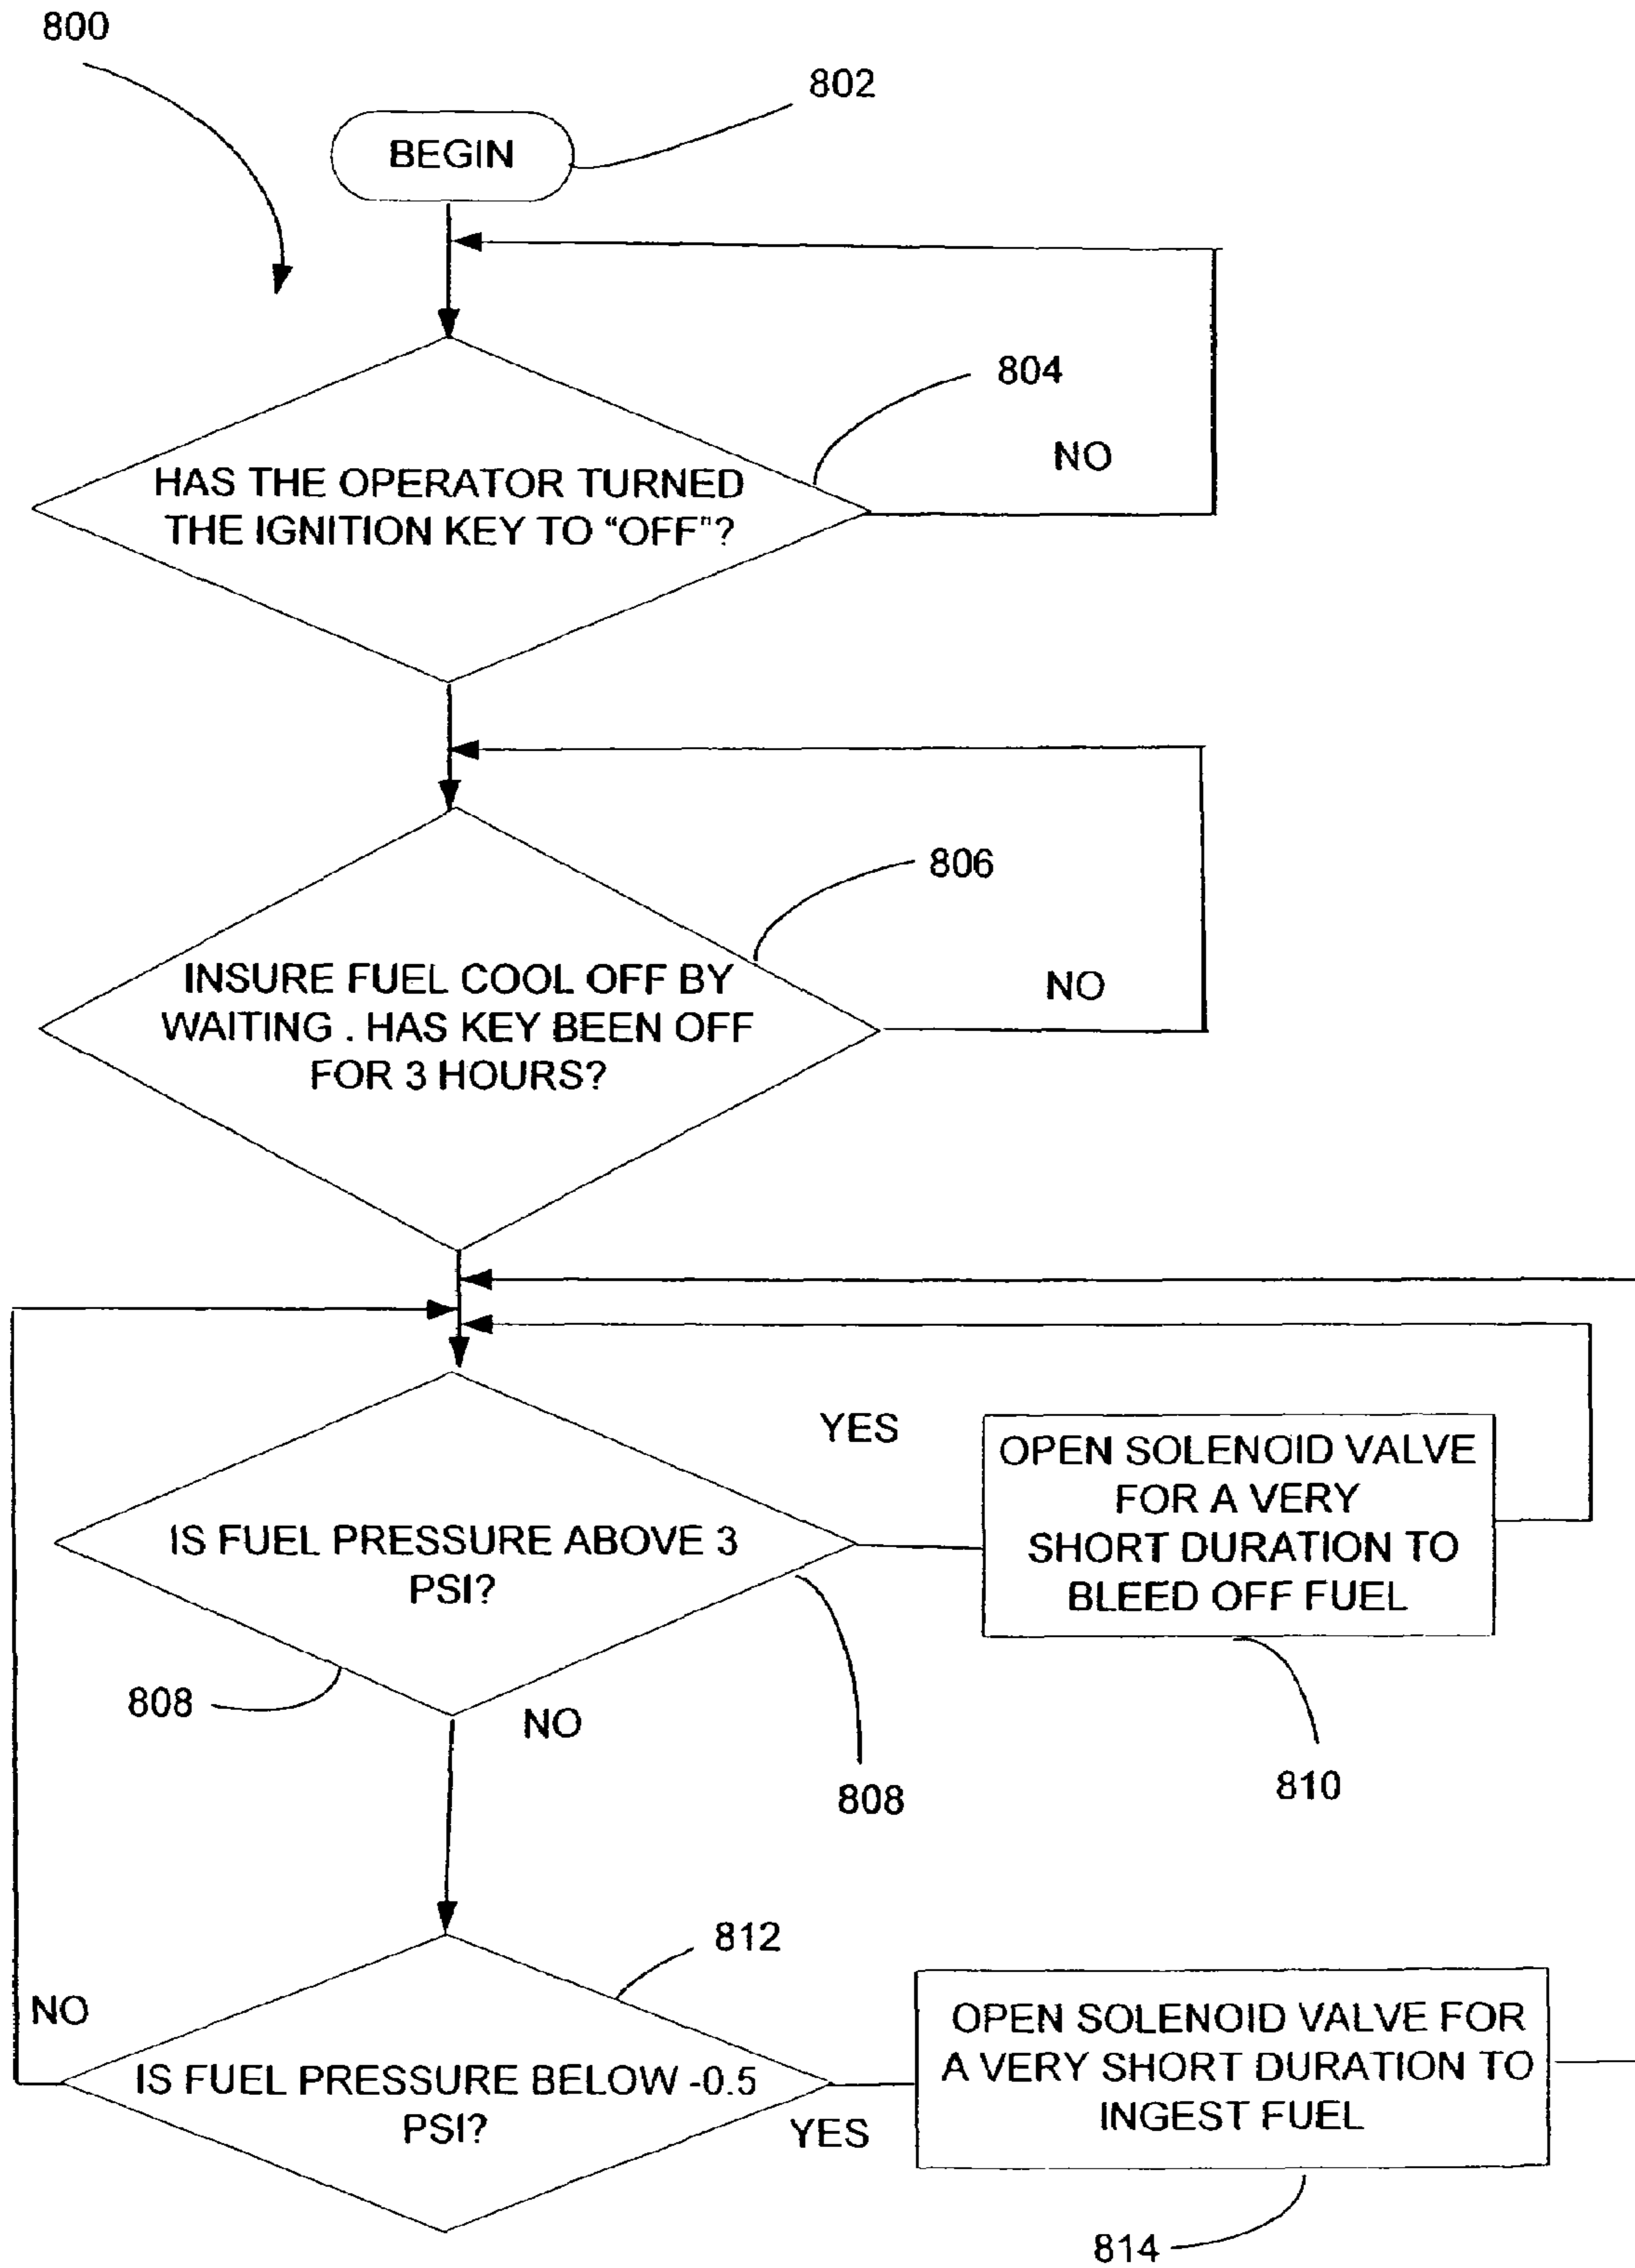 800
802
BEGIN
804
NO
HAS THE OPERATOR TURNED
THE IGNITION KEY TO “OFF”?
806
NO
INSURE FUEL COOL OFF BY
WAITING . HAS KEY BEEN OFF
FOR 3 HOURS?
YES
OPEN SOLENOID VALVE
FOR A VERY
SHORT DURATION TO
BLEED OFF FUEL
IS FUEL PRESSURE ABOVE 3
PSI?
808
NO
808
810
812
NO
IS FUEL PRESSURE BELOW -0.5
PSI?
YES
OPEN SOLENOID VALVE FOR
A VERY SHORT DURATION TO
INGEST FUEL
814